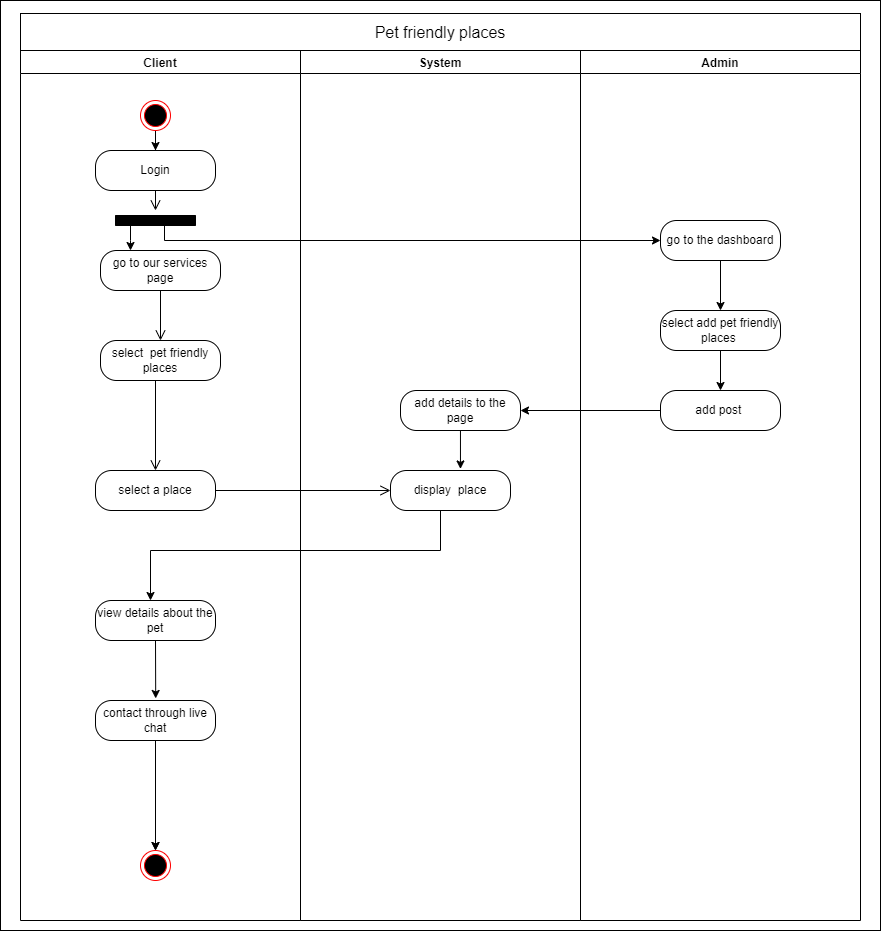 Pet friendly places
Client
System
Admin
Login
go to the dashboard
go to our services
page
select add pet friendly
places
select  pet friendly
places
add details to the
page
add post
select a place
display  place
view details about the
pet
contact through live
chat